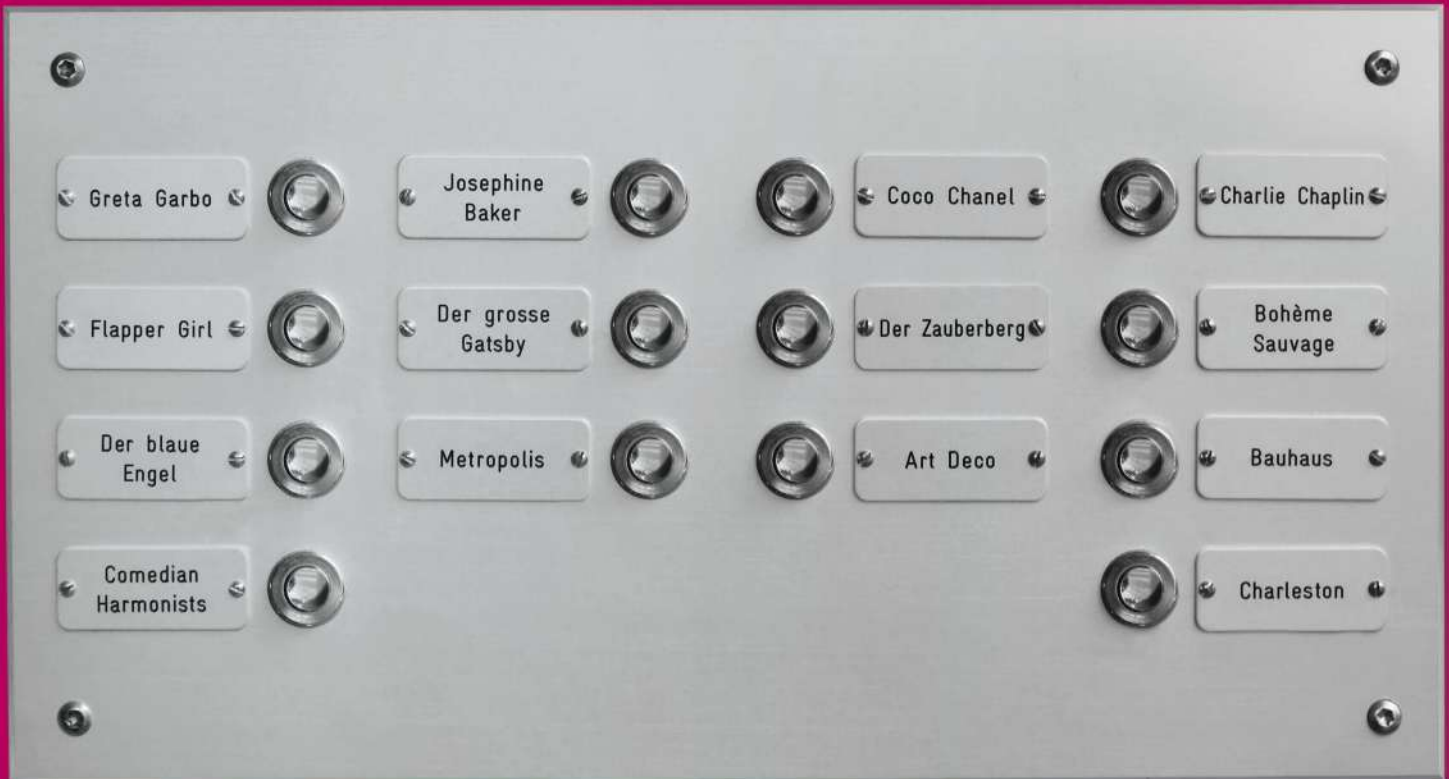 Greta Garbo
Josephine
Baker
Coco Chanel
Charlie Chaplin
Flapper Girl
Der grosse
Gatsby
Der Zauberberg
Bohème
Sauvage
Der blaue
Engel
Metropolis
Art Deco
Bauhaus
Comedian
Harmonists
Charleston